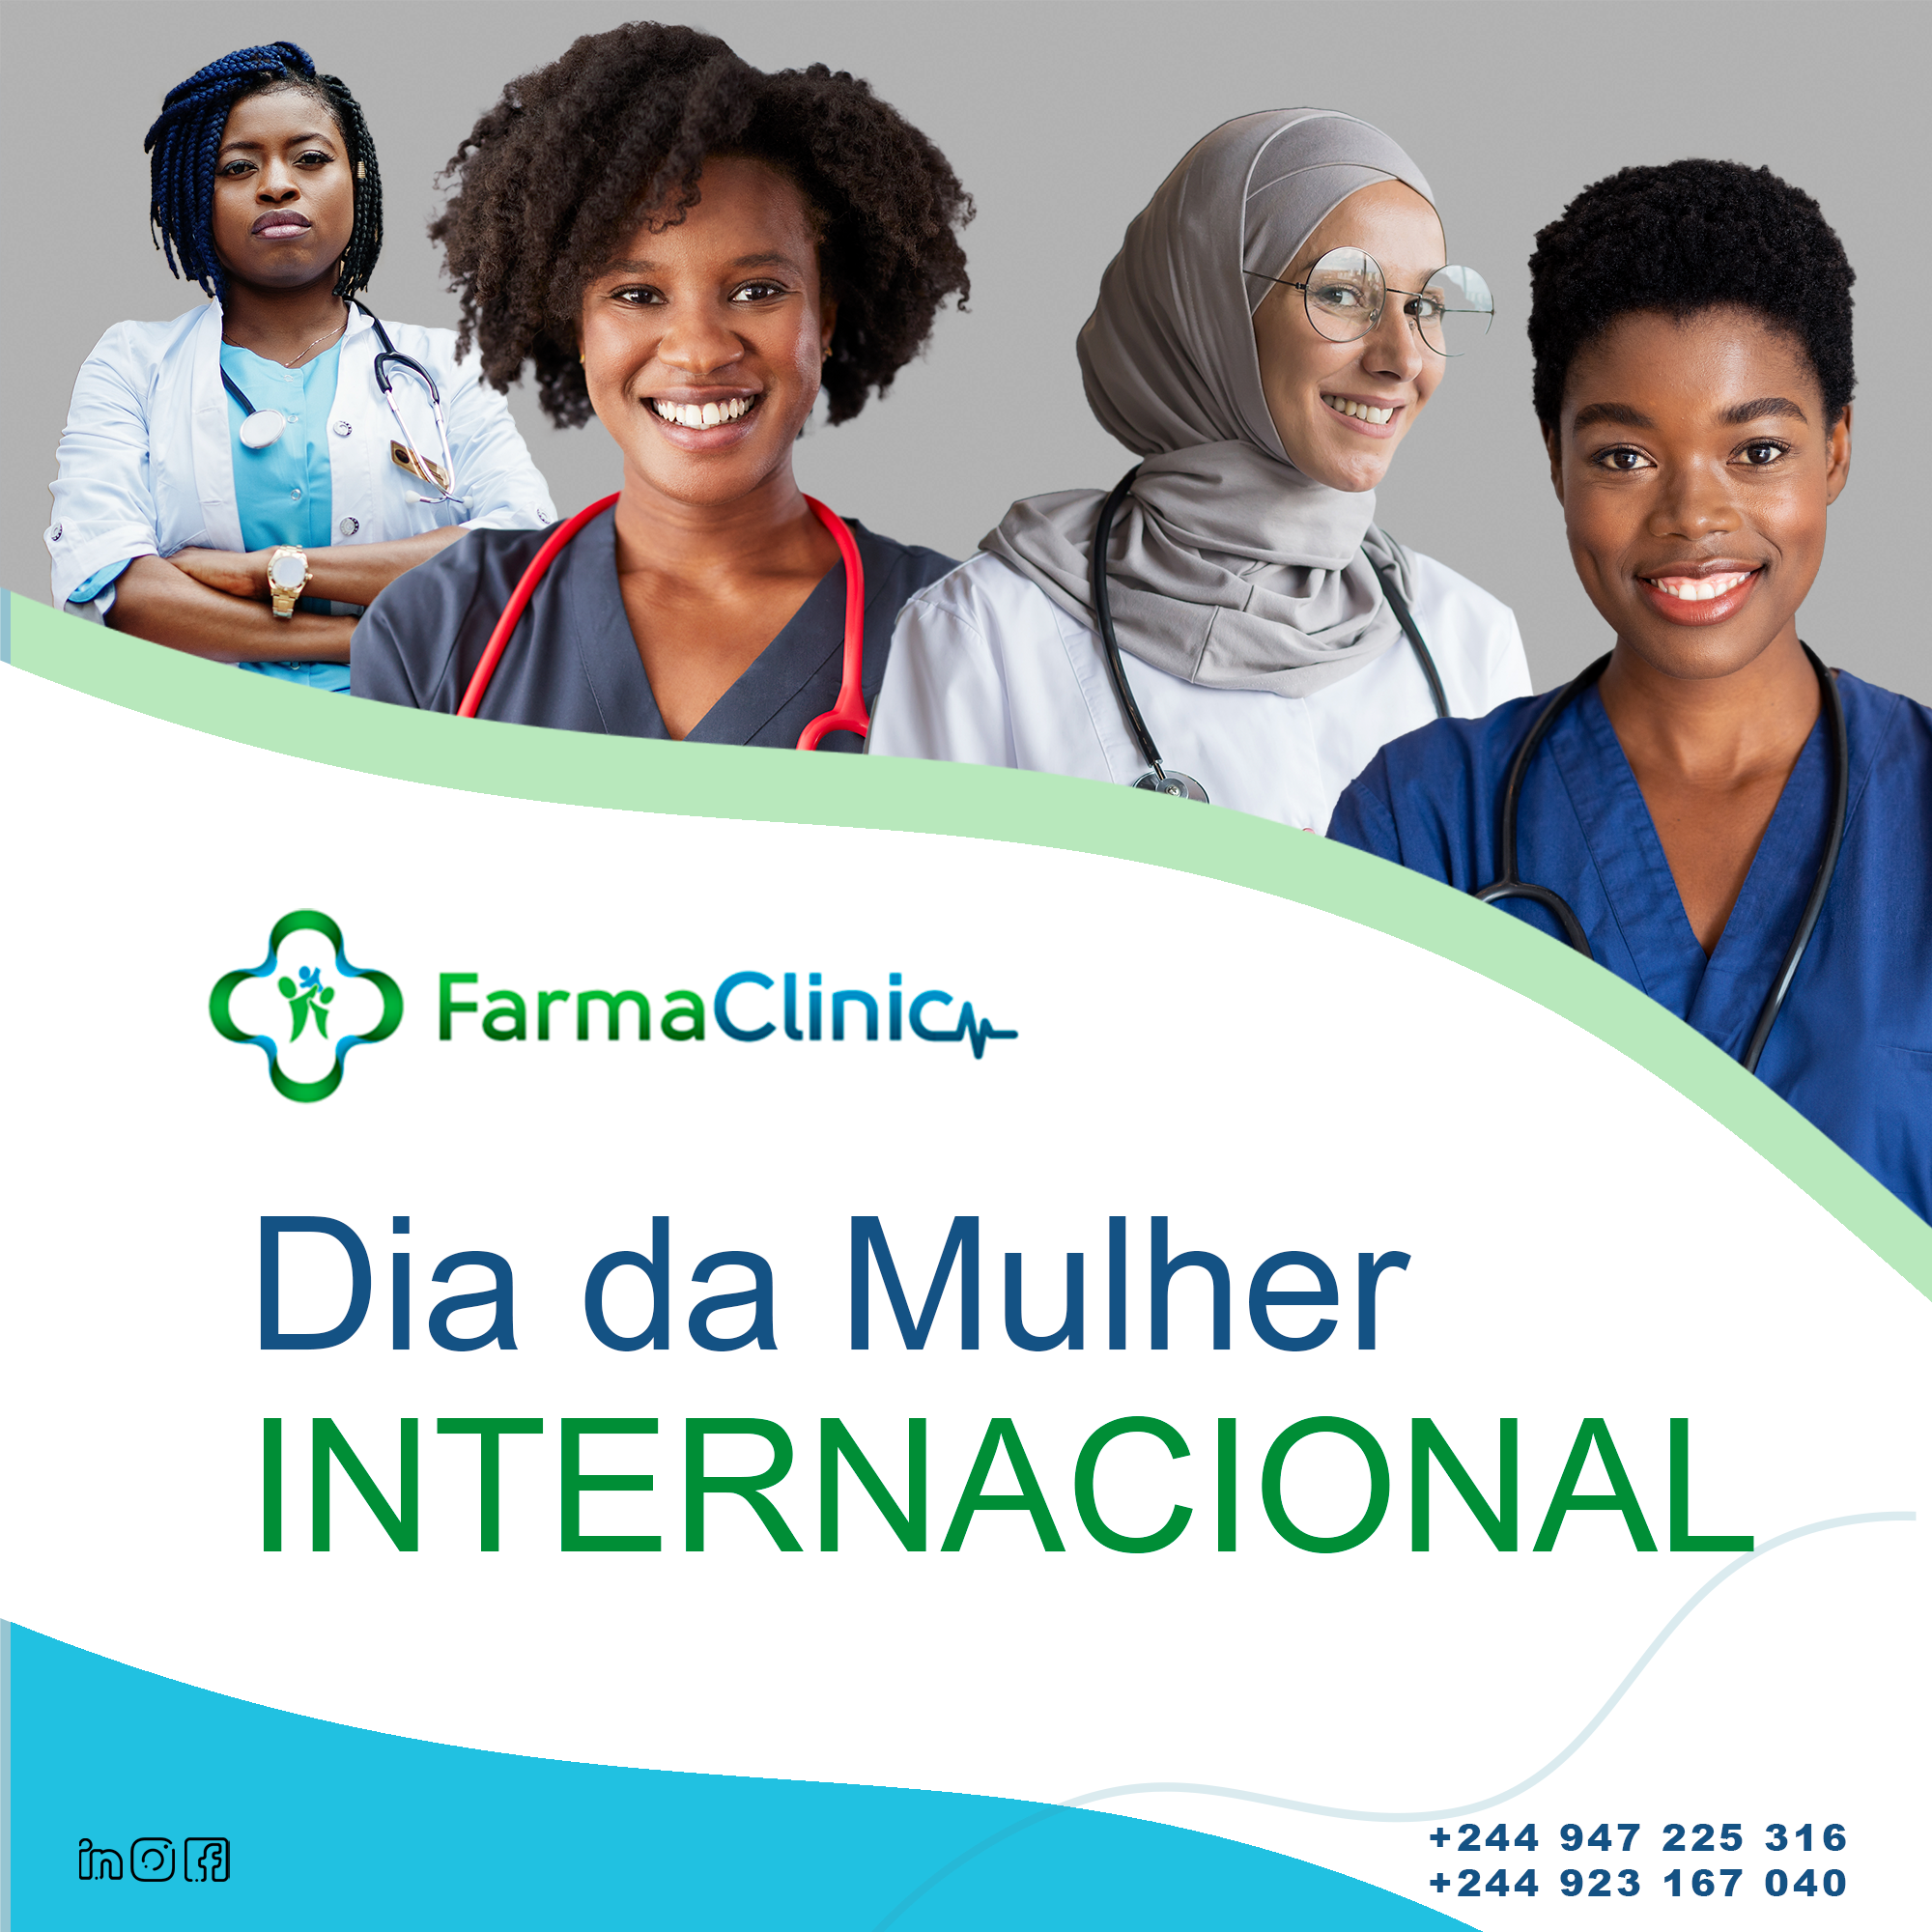 FarmaClinic
Dia da Mulher
INTERNACIONAL
+244 947 225 316
+244 923 167 040